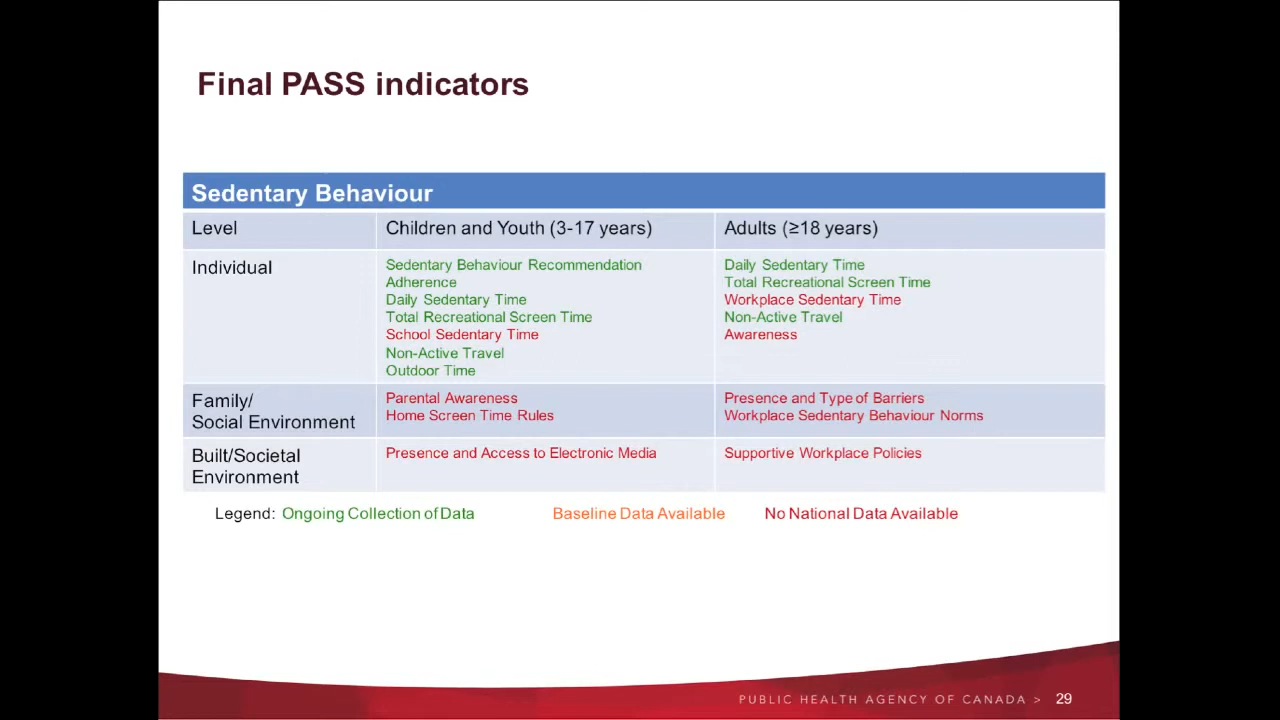 Final PASS indicators
Sedentary Behaviour
Level
Children and Youth (3-17 years)
Adults (≥18 years)
Individual
Sedentary Behaviour Recommendation
Adherence
Daily Sedentary Time
Total Recreational Screen Time
School Sedentary Time
Non-Active Travel
Outdoor Time
Daily Sedentary Time
Total Recreational Screen Time
Workplace Sedentary Time
Non-Active Travel
Awareness
Family/
Social Environment
Parental Awareness
Home Screen Time Rules
Presence and Type of Barriers
Workplace Sedentary Behaviour Norms
Built/Societal
Environment
Presence and Access to Electronic Media
Supportive Workplace Policies
Legend: Ongoing Collection of Data
Baseline Data Available
No National Data Available
PUBLIC HEALTH AGENCY OF CANADA > 29